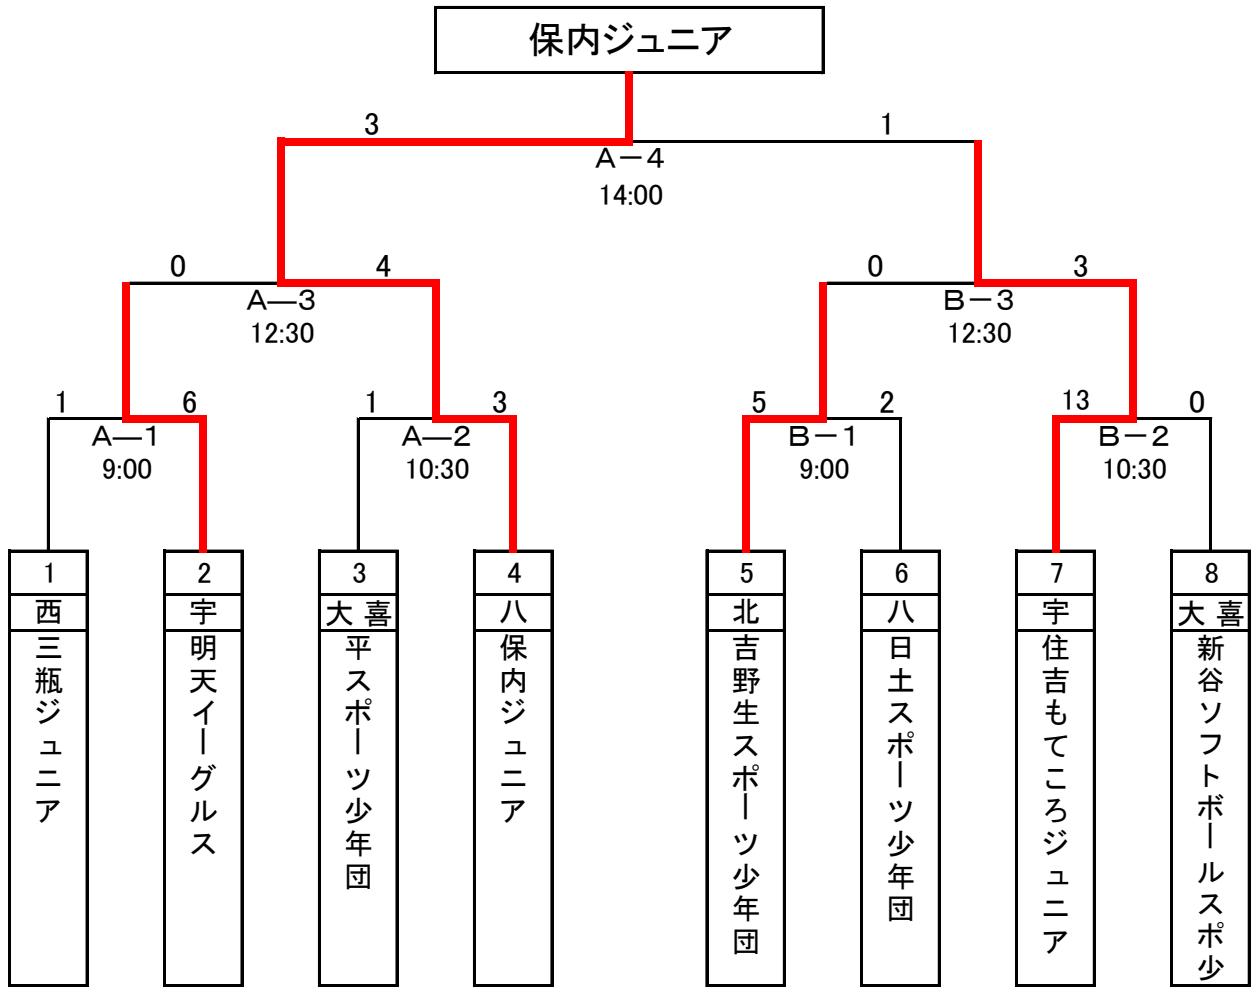 保内ジュニア
3 1
A－4
14:00
0 4 0 3
A―3 B－3
12:30 12:30
1 6 1 3 5 2 13 0
A―1 A―2 B－1 B－2
9:00 10:30 9:00 10:30
1 2 3 4 5 6 7 8
西 宇 大喜 八 北 八 宇 大喜
三瓶ジュニア
明天イーグルス
平スポーツ少年団
保内ジュニア
吉野生スポーツ少年団
日土スポーツ少年団
住吉もてころジュニア
新谷ソフトボールスポ少